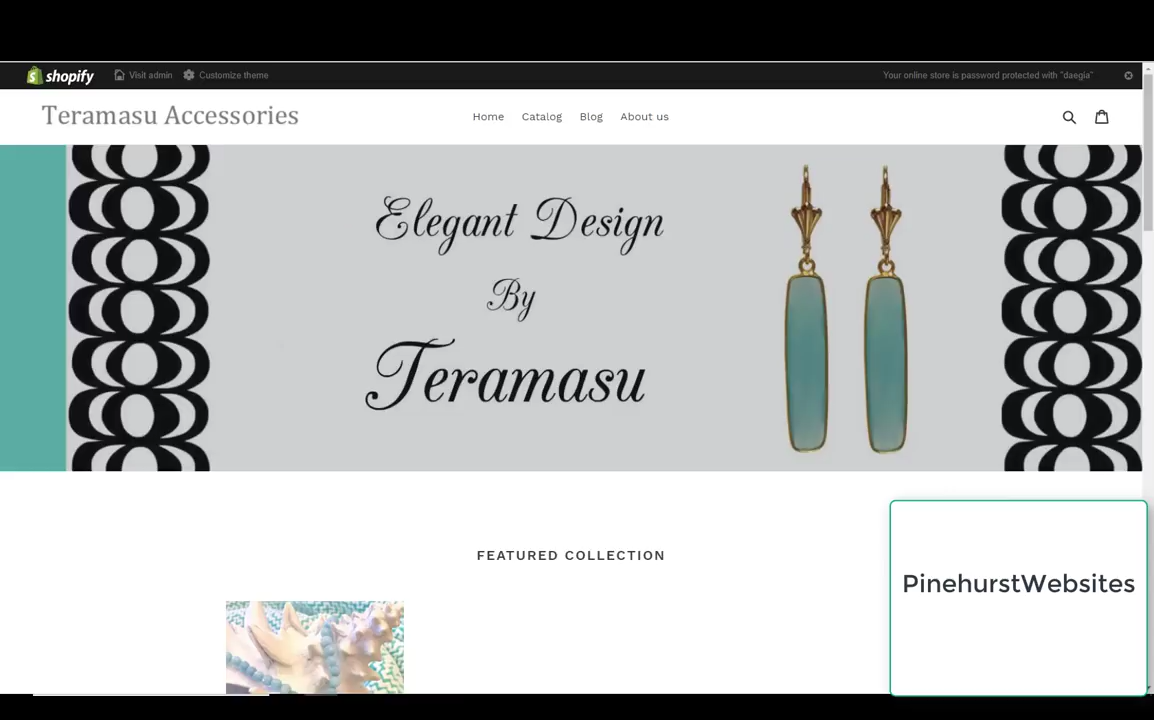 shopify Visit admin Customize theme Your online store is password protected with "daegia"
Teramasu Accessories Home Catalog Blog About us
Elegant Design
By
Teramasu
FEATURED COLLECTION
PinehurstWebsites